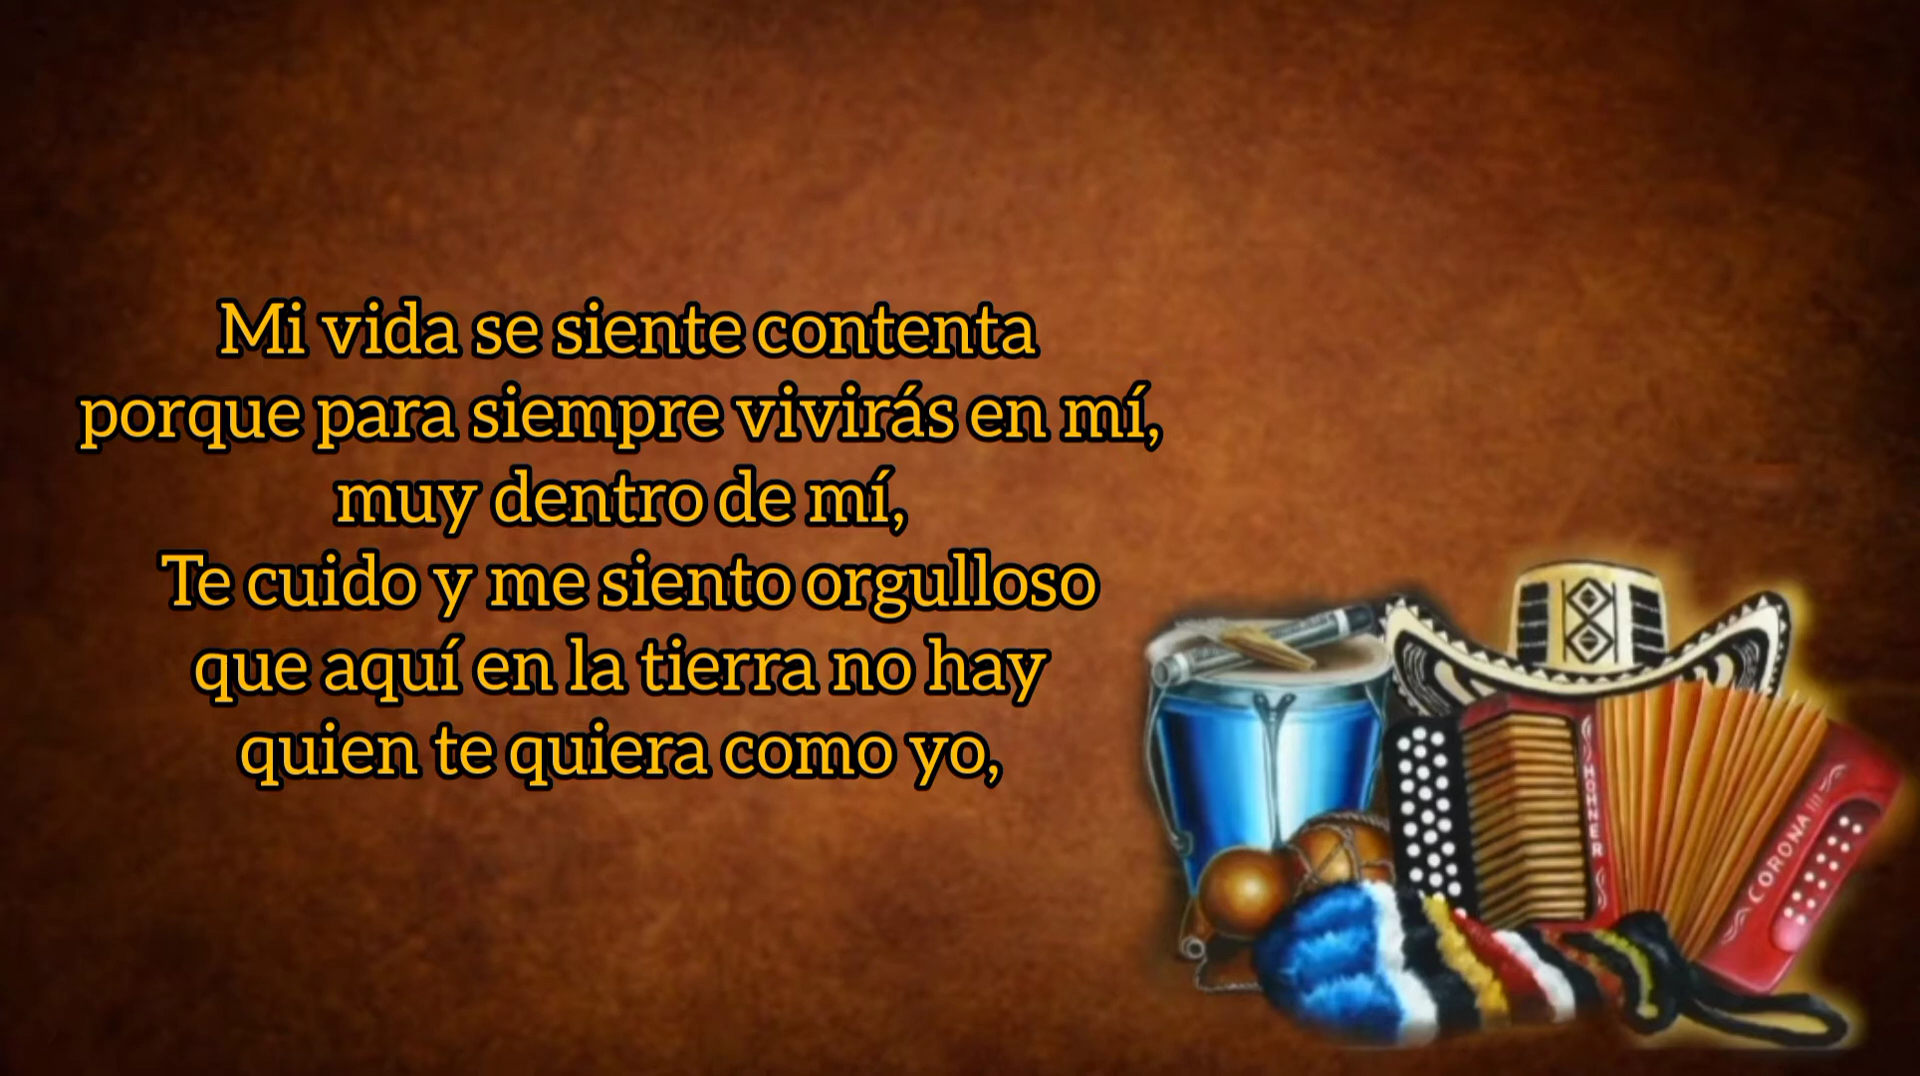 Mi vida se siente contenta
porque para siempre vivirás en mí,
muy dentro de mí,
Te cuido y me siento orgulloso
que aquí en la tierra no hay
quien te quiera como yo,
HOHNER
CORONA III